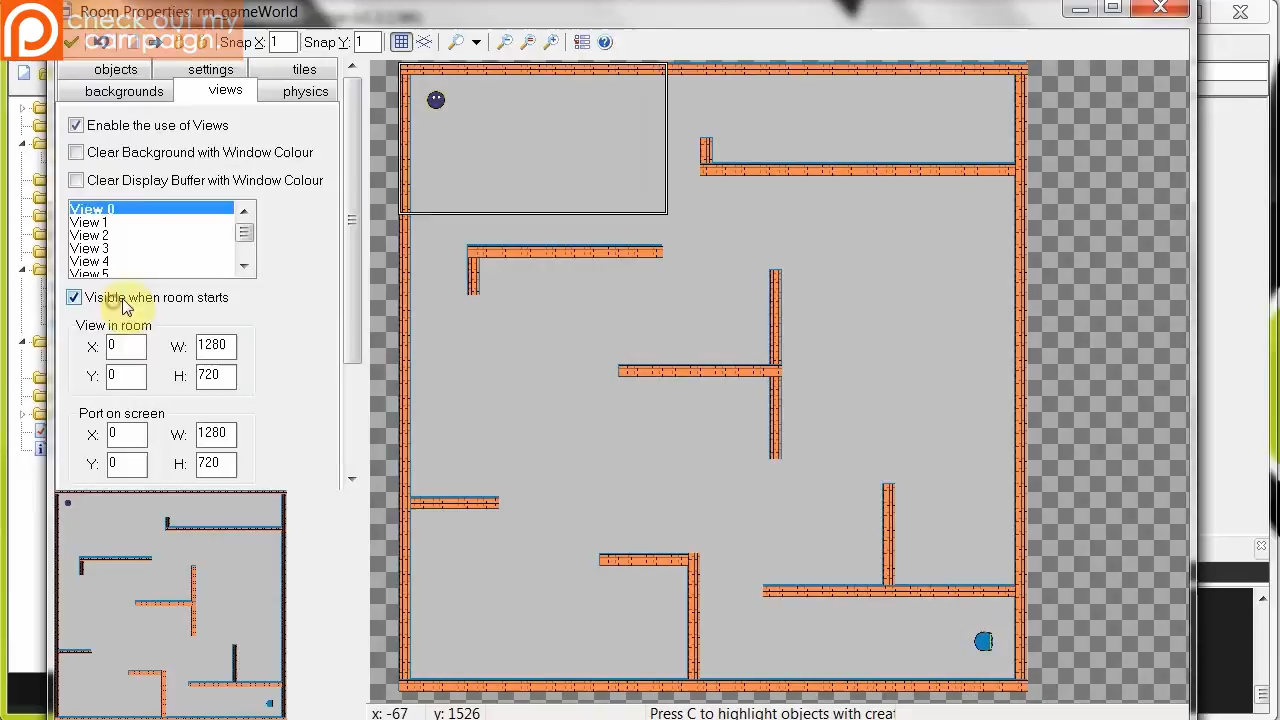 Room Properties: rm_gameWorld
check out my
campaign!
Snap X: 1 Snap Y: 1
objects settings tiles
backgrounds views physics
Enable the use of Views
Clear Background with Window Colour
Clear Display Buffer with Window Colour
View 0
View 1
View 2
View 3
View 4
View 5
Visible when room starts
View in room
X: 0 W: 1280
Y: 0 H: 720
Port on screen
X: 0 W: 1280
Y: 0 H: 720
x: -67 y: 1526 Press C to highlight objects with creat